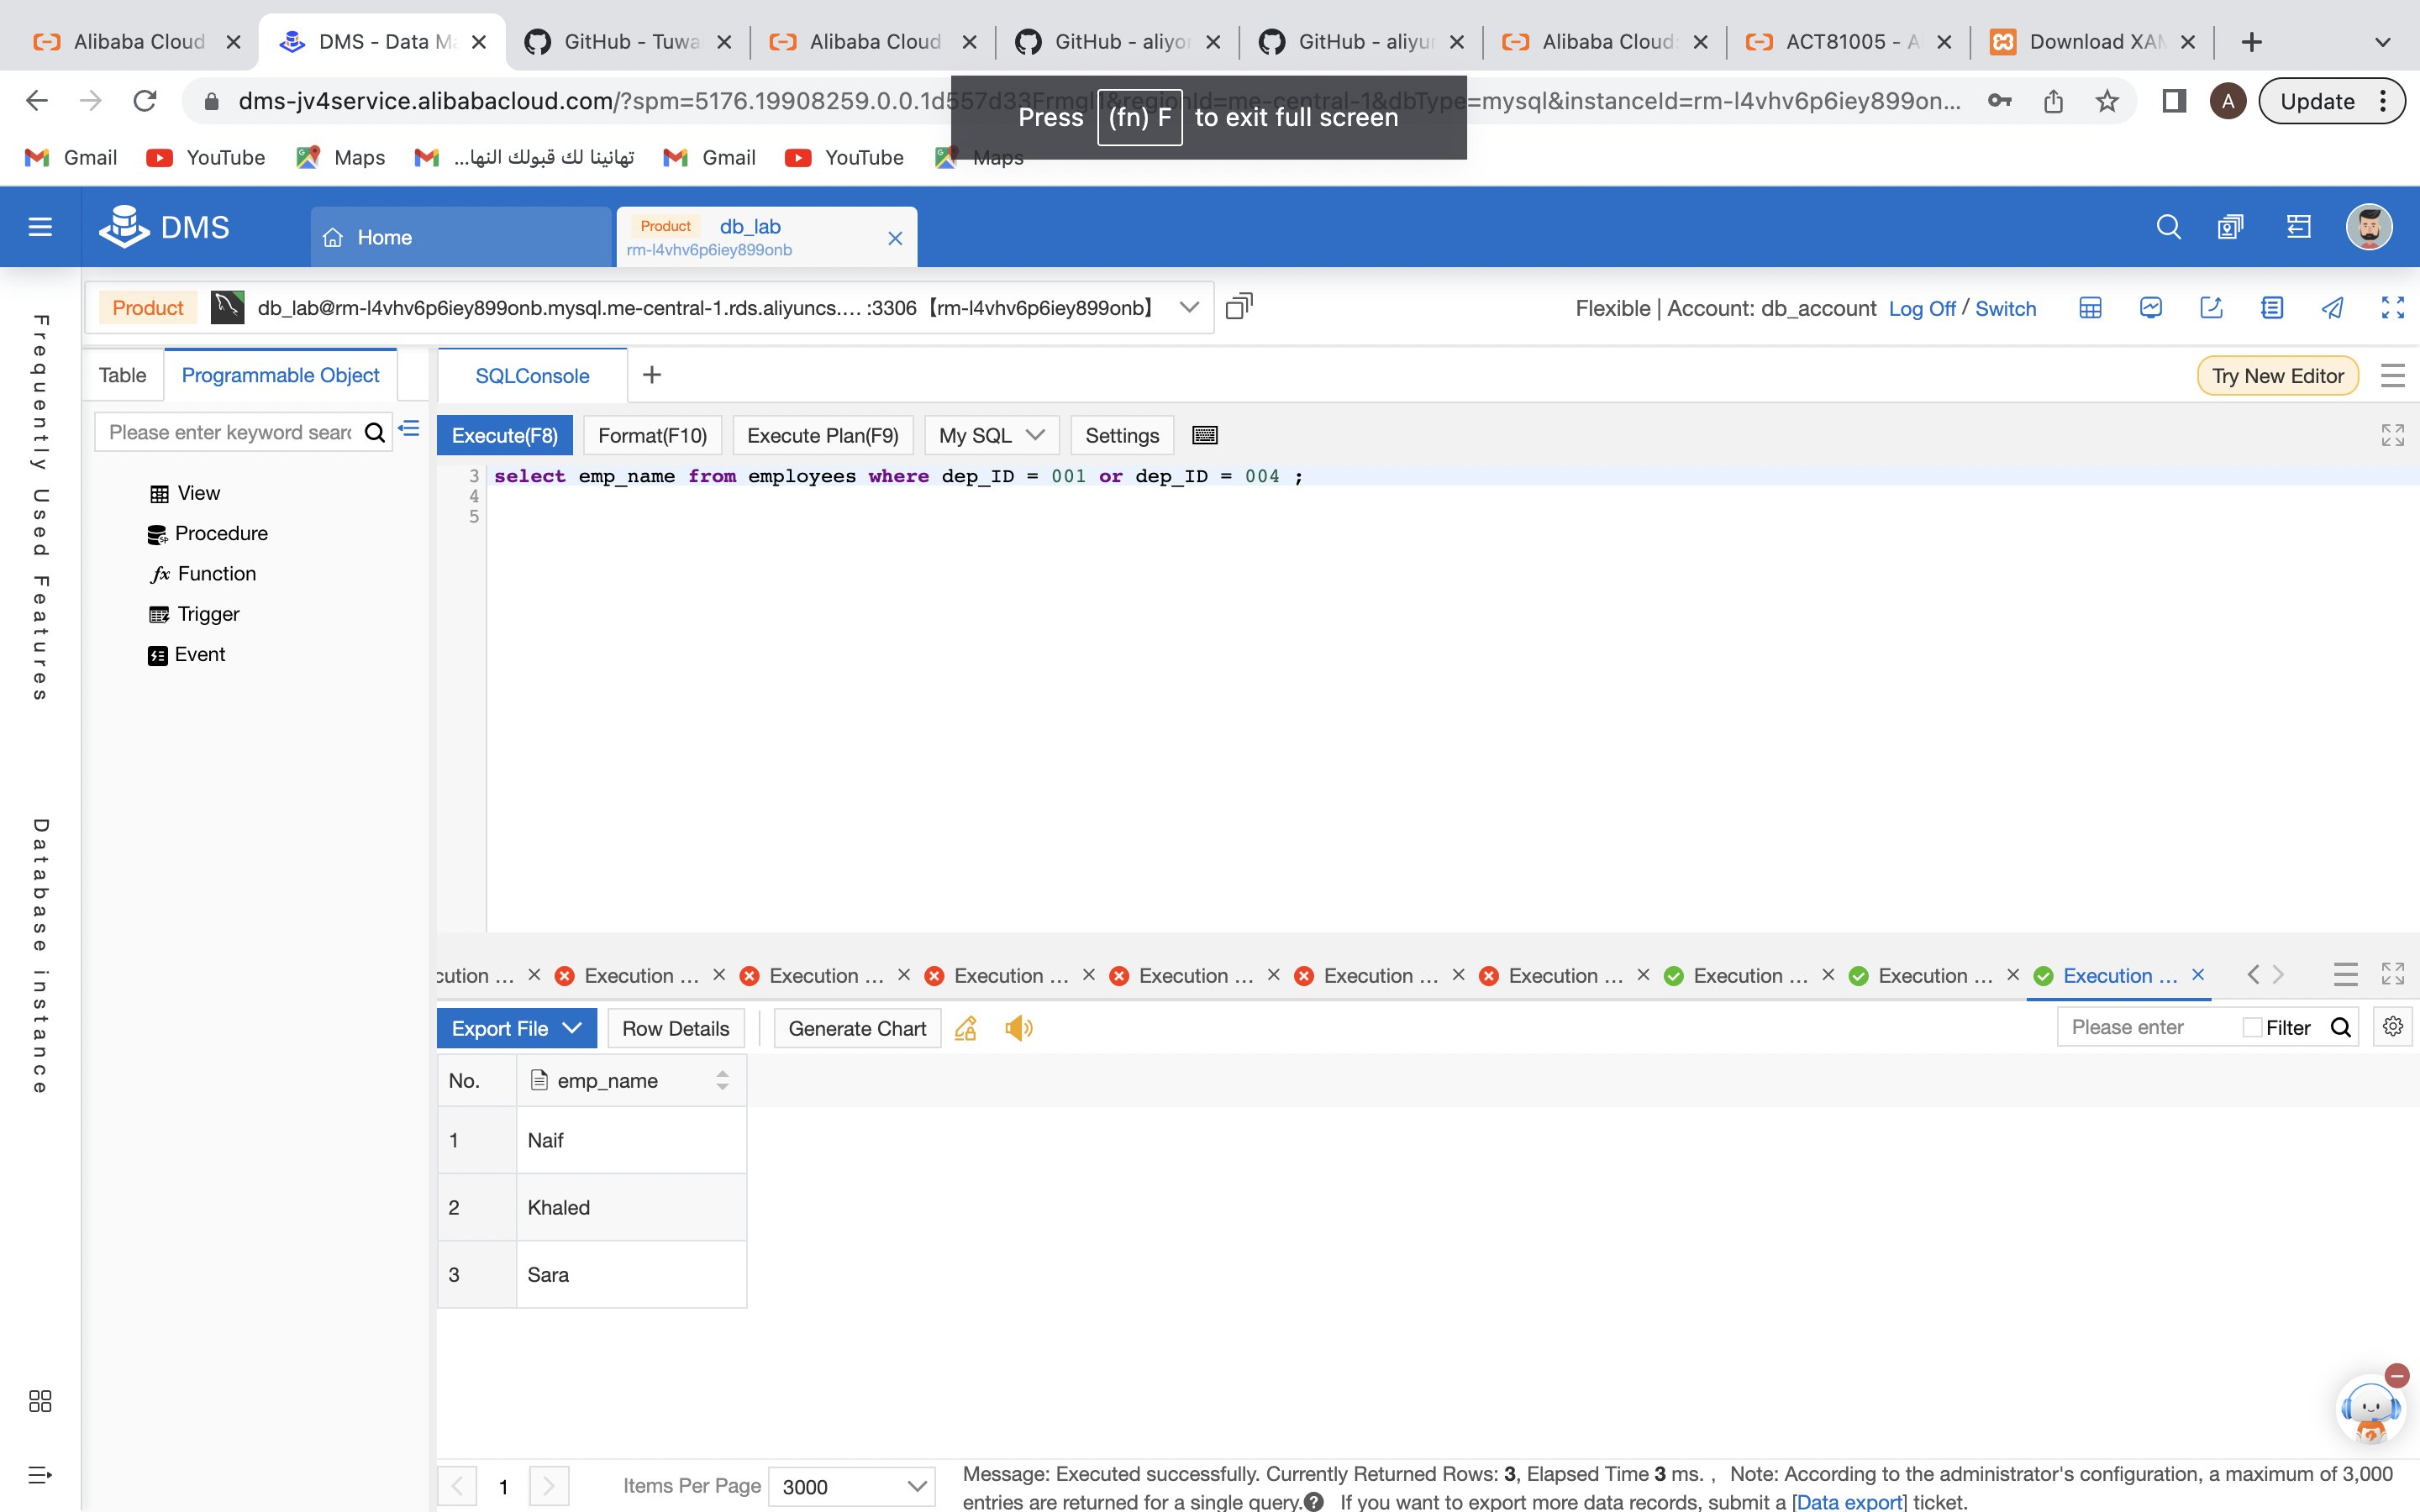 Alibaba Cloud
DMS - Data Ma
GitHub - Tuwa
Alibaba Cloud
GitHub - aliyo
GitHub - aliyu
Alibaba Cloud:
ACT81005 - A
Download XAM
dms-jv4service.alibabacloud.com/?spm=5176.19908259.0.0.1d557d33Frmgl1&regionId=me-central-1&dbType=mysql&instanceId=rm-l4vhv6p6iey899on...
A
Update
Press (fn) F to exit full screen
Gmail
YouTube
Maps
تهانينا لك قبولك النها...
Gmail
YouTube
Maps
DMS
Home
Product db_lab
rm-l4vhv6p6iey899onb
Product
db_lab@rm-l4vhv6p6iey899onb.mysql.me-central-1.rds.aliyuncs.... :3306【rm-l4vhv6p6iey899onb】
Flexible | Account: db_account Log Off / Switch
Frequently Used Features
Database instance
Table
Programmable Object
Please enter keyword searc
View
Procedure
Function
Trigger
Event
SQLConsole
Try New Editor
Execute(F8)
Format(F10)
Execute Plan(F9)
My SQL
Settings
3 select emp_name from employees where dep_ID = 001 or dep_ID = 004 ;
4
5
cution ...
Execution ...
Execution ...
Execution ...
Execution ...
Execution ...
Execution ...
Execution ...
Execution ...
Execution ...
Export File
Row Details
Generate Chart
Please enter
Filter
No. emp_name
1 Naif
2 Khaled
3 Sara
1
Items Per Page 3000
Message: Executed successfully. Currently Returned Rows: 3, Elapsed Time 3 ms. , Note: According to the administrator's configuration, a maximum of 3,000
entries are returned for a single query. If you want to export more data records, submit a [Data export] ticket.